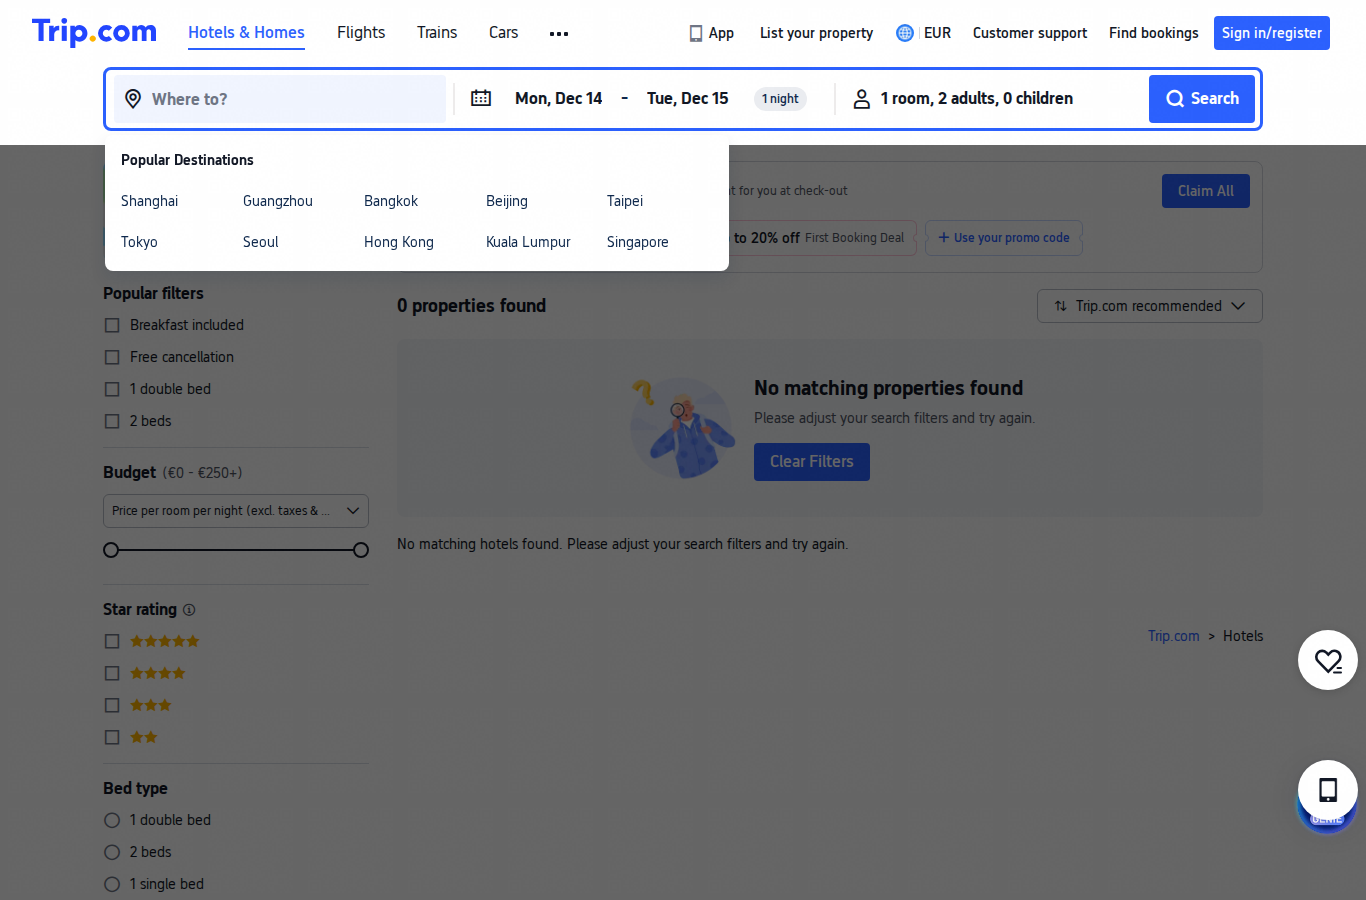 Trip.com
Hotels & Homes
Flights
Trains
Cars
App
List your property
EUR
Customer support
Find bookings
Sign in/register
Where to?
Mon, Dec 14 - Tue, Dec 15
1 night
1 room, 2 adults, 0 children
Search
Popular Destinations
Shanghai
Guangzhou
Bangkok
Beijing
Taipei
Tokyo
Seoul
Hong Kong
Kuala Lumpur
Singapore
for you at check-out
Claim All
to 20% off First Booking Deal
+ Use your promo code
Popular filters
Breakfast included
Free cancellation
1 double bed
2 beds
Budget (€0 - €250+)
Price per room per night (excl. taxes & ...
Star rating
Bed type
1 double bed
2 beds
1 single bed
0 properties found
Trip.com recommended
No matching properties found
Please adjust your search filters and try again.
Clear Filters
No matching hotels found. Please adjust your search filters and try again.
Trip.com > Hotels